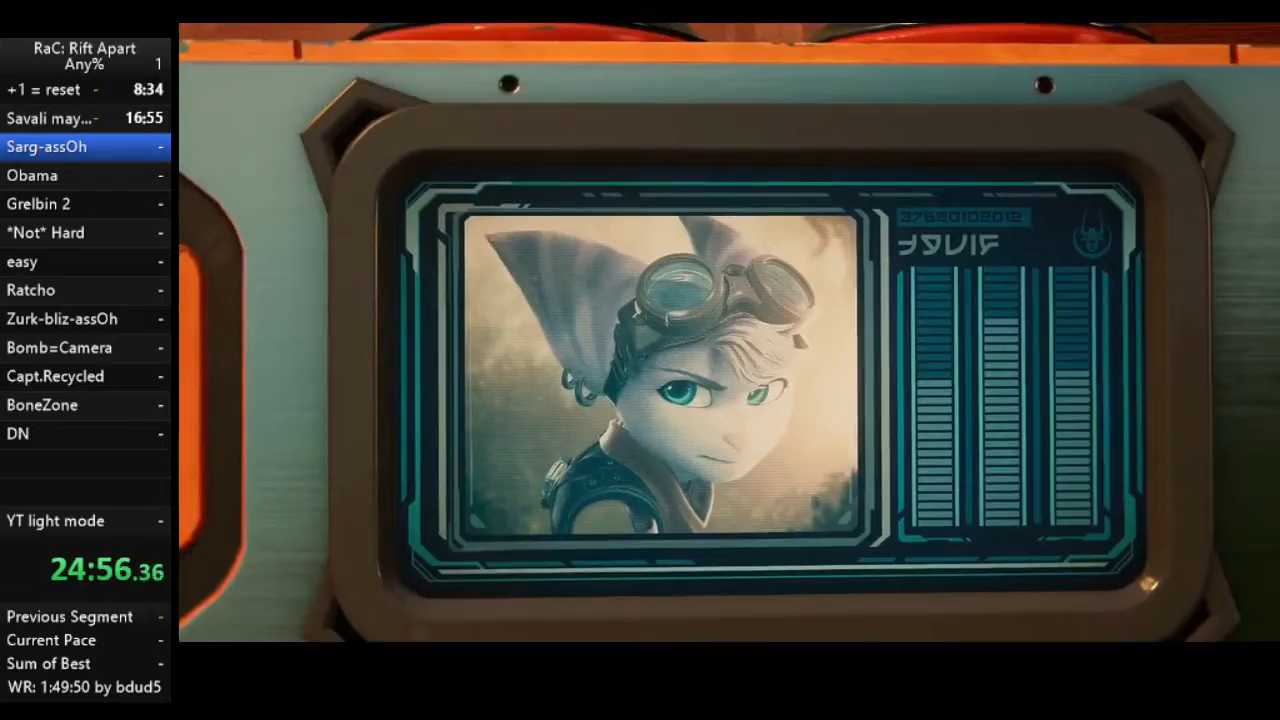 RaC: Rift Apart
Any% 1
+1 = reset - 8:34
Savali may...- 16:55
Sarg-assOh -
Obama -
Grelbin 2 -
*Not* Hard -
easy -
Ratcho -
Zurk-bliz-assOh -
Bomb=Camera -
Capt.Recycled -
BoneZone -
DN -
YT light mode -
24:56.36
Previous Segment -
Current Pace -
Sum of Best -
WR: 1:49:50 by bdud5
37620102012